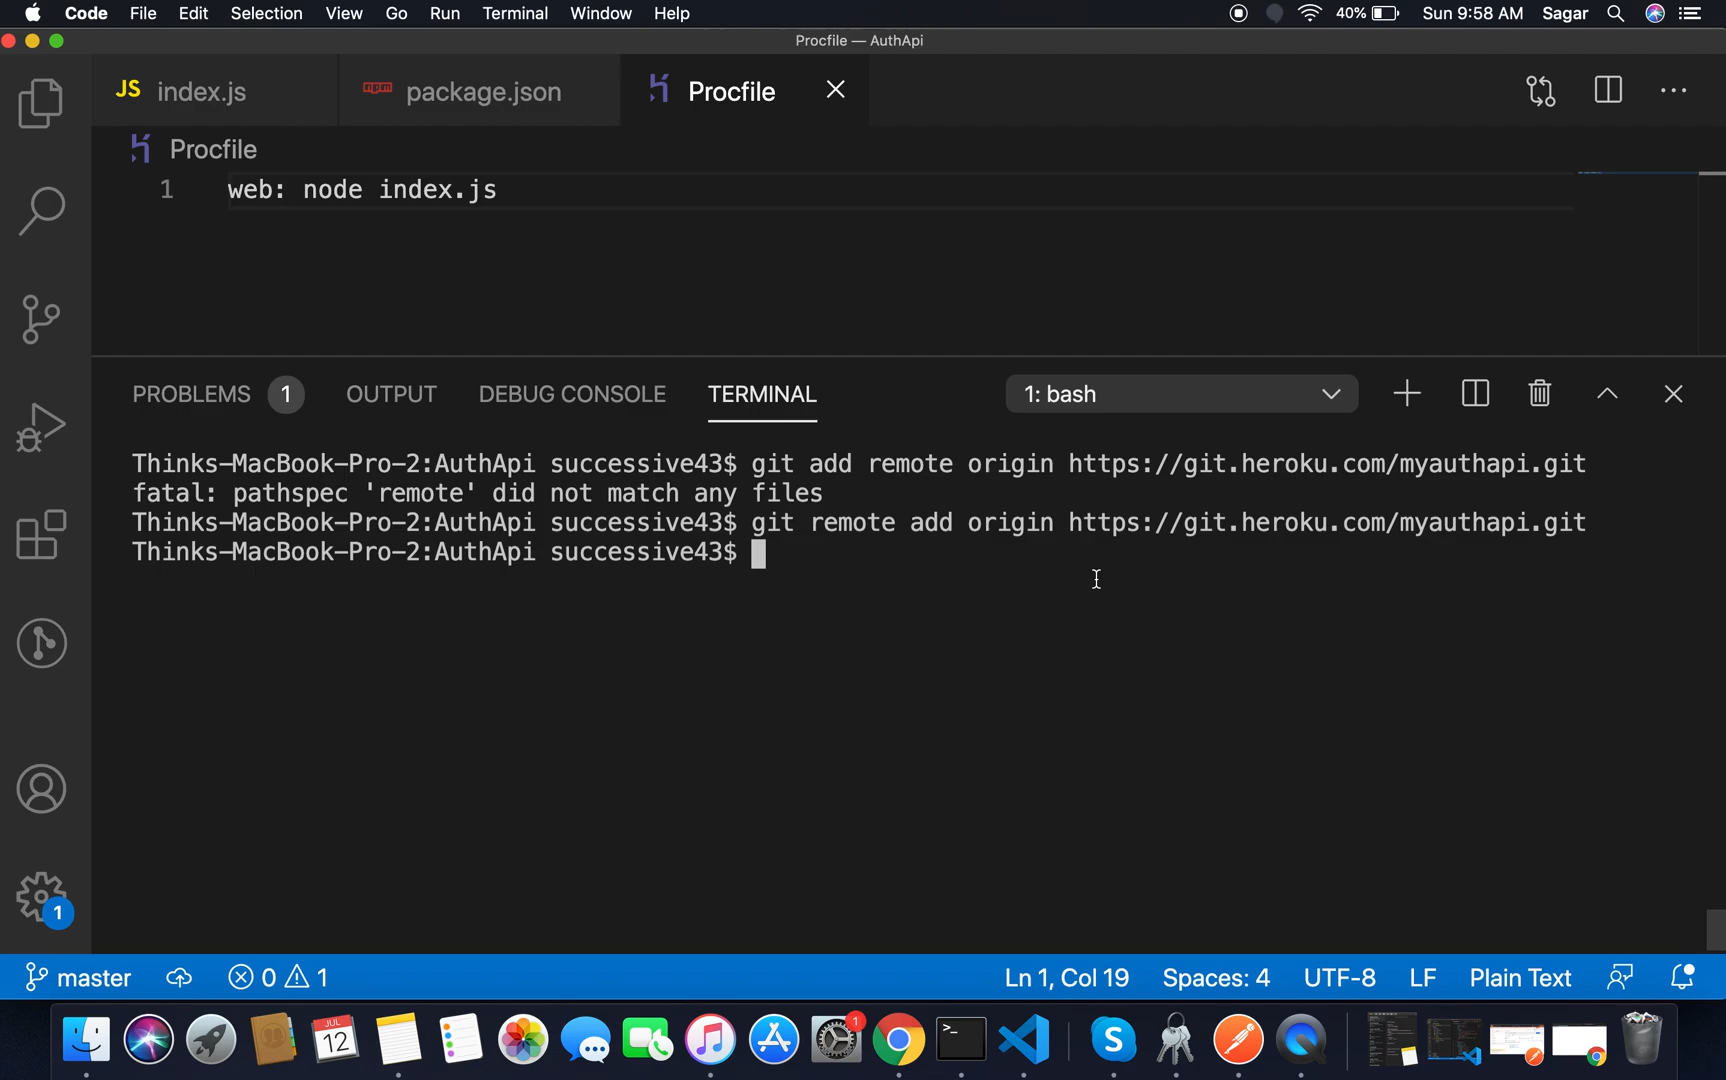 Code File Edit Selection View Go Run Terminal Window Help 40% Sun 9:58 AM Sagar
Procfile — AuthApi
JS index.js npm package.json Procfile
Procfile
1 web: node index.js
PROBLEMS 1 OUTPUT DEBUG CONSOLE TERMINAL 1: bash
Thinks-MacBook-Pro-2:AuthApi successive43$ git add remote origin https://git.heroku.com/myauthapi.git
fatal: pathspec 'remote' did not match any files
Thinks-MacBook-Pro-2:AuthApi successive43$ git remote add origin https://git.heroku.com/myauthapi.git
Thinks-MacBook-Pro-2:AuthApi successive43$
1
master 0 1 Ln 1, Col 19 Spaces: 4 UTF-8 LF Plain Text
JUL
12
1
>_
S